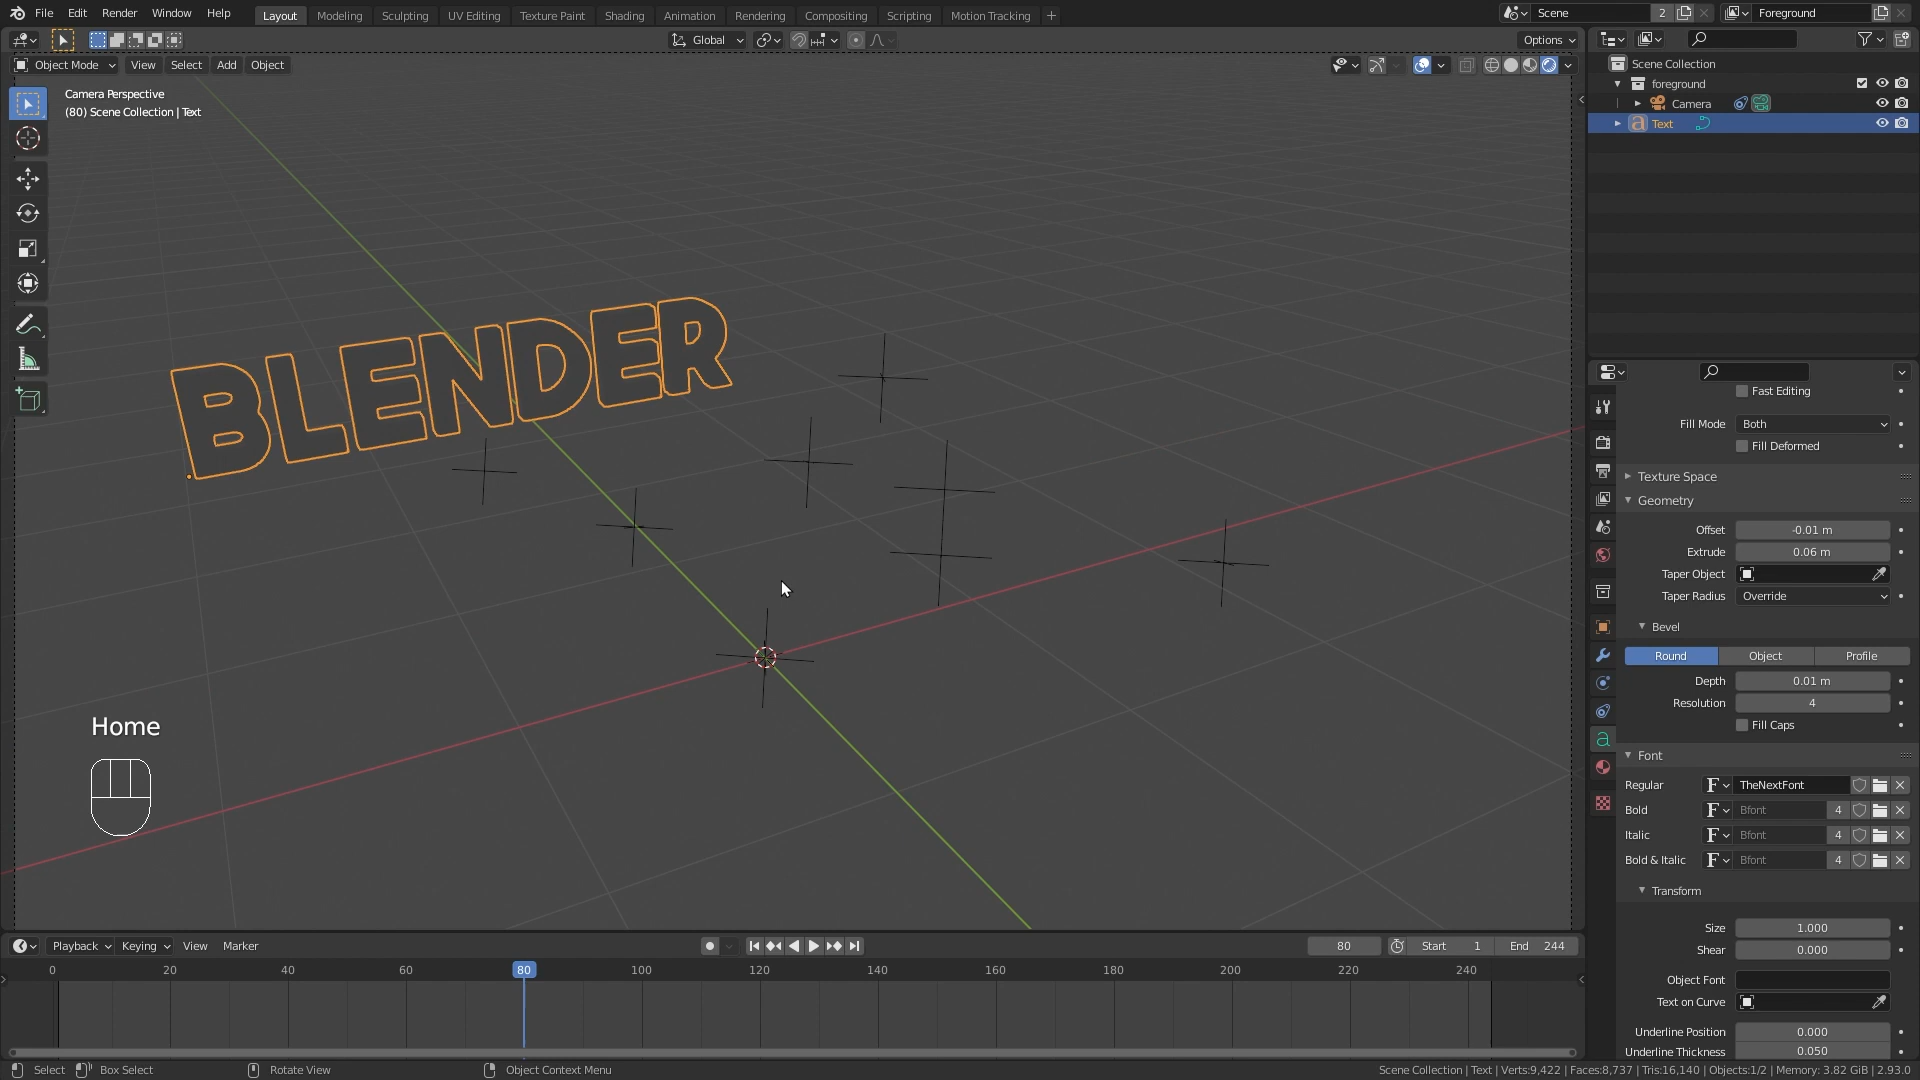 File Edit Render Window Help Layout Modeling Sculpting UV Editing Texture Paint Shading Animation Rendering Compositing Scripting Motion Tracking + Scene 2 Foreground
Global Options
Object Mode View Select Add Object
Camera Perspective
(80) Scene Collection | Text
BLENDER
Home
Scene Collection
foreground
Camera
Text
Fast Editing
Fill Mode Both
Fill Deformed
Texture Space
Geometry
Offset -0.01 m
Extrude 0.06 m
Taper Object
Taper Radius Override
Bevel
Round Object Profile
Depth 0.01 m
Resolution 4
Fill Caps
Font
Regular F TheNextFont
Bold F Bfont 4
Italic F Bfont 4
Bold & Italic F Bfont 4
Transform
Size 1.000
Shear 0.000
Object Font
Text on Curve
Underline Position 0.000
Underline Thickness 0.050
Playback Keying View Marker 80 Start 1 End 244
0 20 40 60 80 100 120 140 160 180 200 220 240
Select Box Select Rotate View Object Context Menu Scene Collection | Text | Verts:9,422 | Faces:8,737 | Tris:16,140 | Objects:1/2 | Memory: 3.82 GiB | 2.93.0